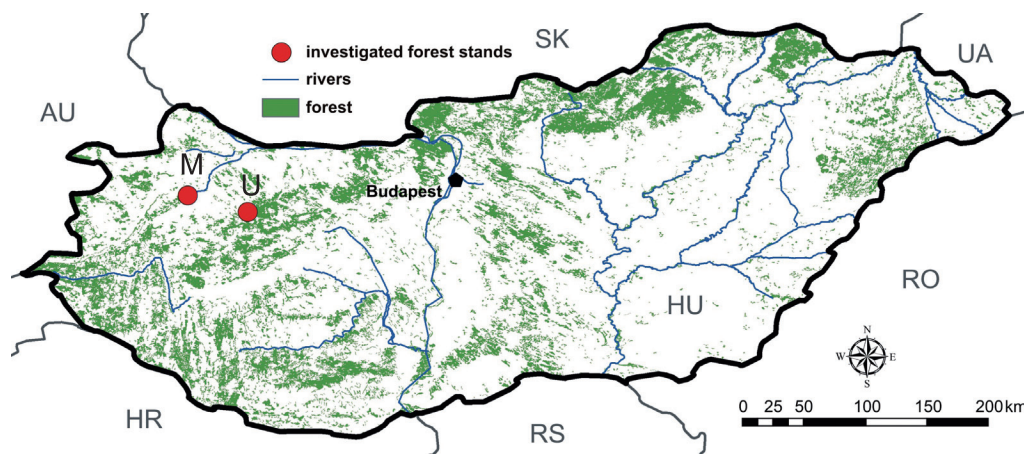 SK
UA
AU
investigated forest stands
rivers
forest
M
U
Budapest
HU
RO
HR
RS
N
W E
S
0 25 50 100 150 200 km